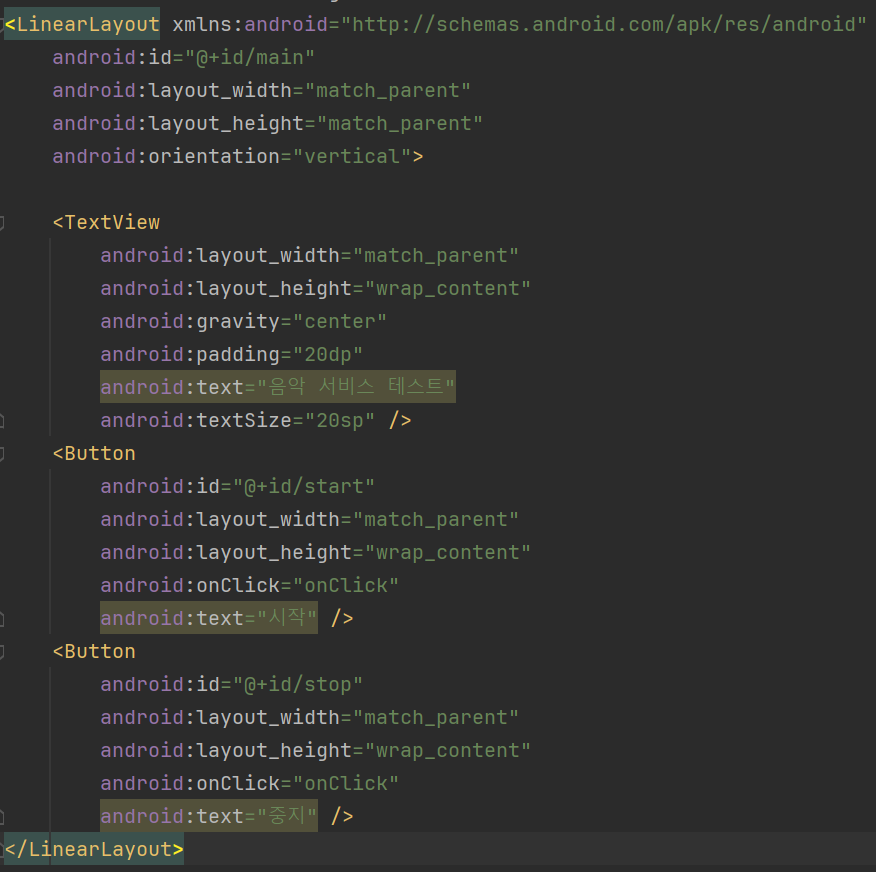 <LinearLayout xmlns:android="http://schemas.android.com/apk/res/android"
    android:id="@+id/main"
    android:layout_width="match_parent"
    android:layout_height="match_parent"
    android:orientation="vertical">

    <TextView
        android:layout_width="match_parent"
        android:layout_height="wrap_content"
        android:gravity="center"
        android:padding="20dp"
        android:text="음악 서비스 테스트"
        android:textSize="20sp" />
    <Button
        android:id="@+id/start"
        android:layout_width="match_parent"
        android:layout_height="wrap_content"
        android:onClick="onClick"
        android:text="시작" />
    <Button
        android:id="@+id/stop"
        android:layout_width="match_parent"
        android:layout_height="wrap_content"
        android:onClick="onClick"
        android:text="중지" />
</LinearLayout>